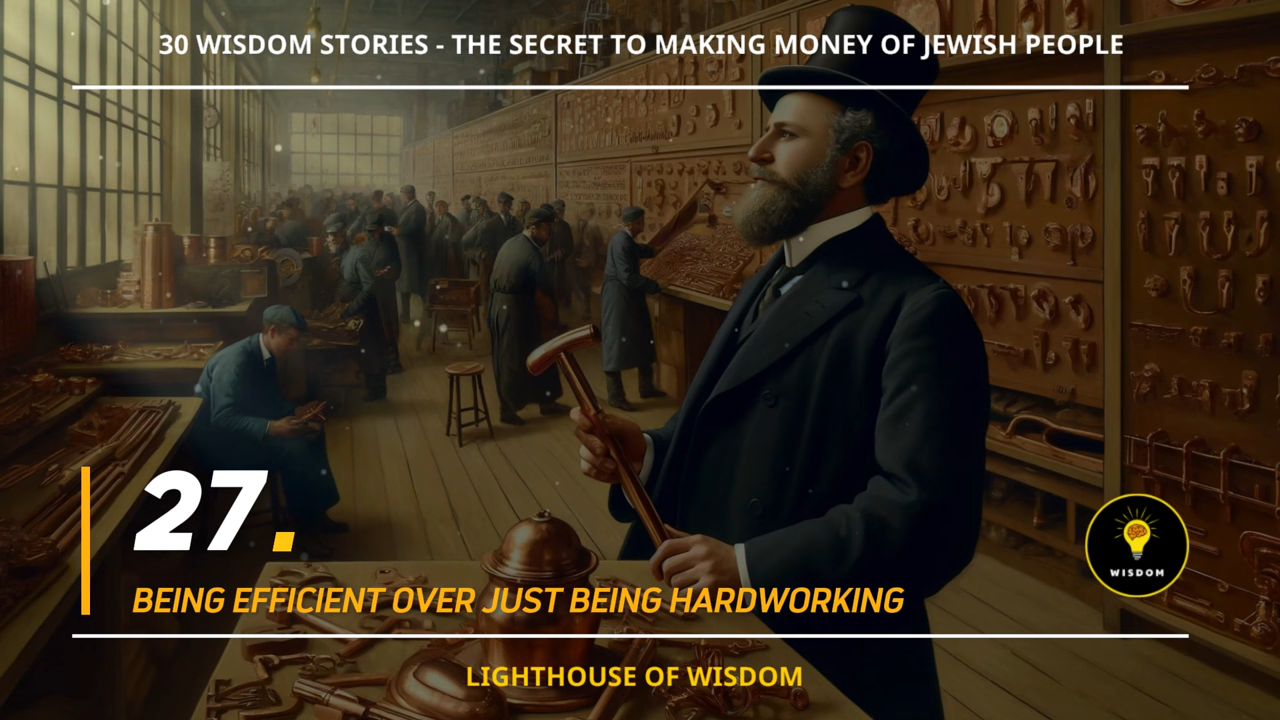 30 WISDOM STORIES - THE SECRET TO MAKING MONEY OF JEWISH PEOPLE
27.
BEING EFFICIENT OVER JUST BEING HARDWORKING
WISDOM
LIGHTHOUSE OF WISDOM